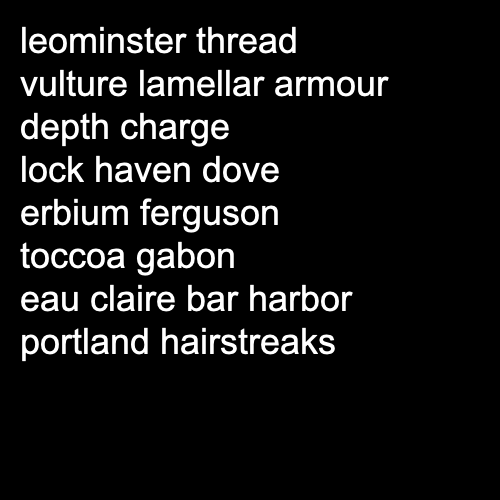 leominster thread
vulture lamellar armour
depth charge
lock haven dove
erbium ferguson
toccoa gabon
eau claire bar harbor
portland hairstreaks